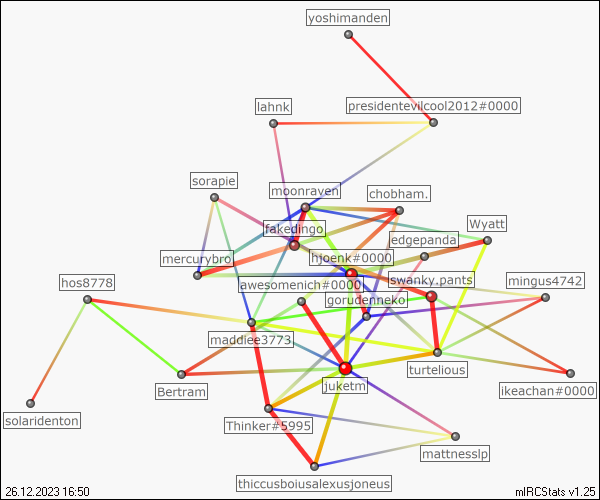 yoshimanden
lahnk
presidentevilcool2012#0000
sorapie
moonraven
chobham.
fakedingo
Wyatt
edgepanda
mercurybro
hjoenk#0000
hos8778
awesomenich#0000
swanky.pants
mingus4742
gorudenneko
maddiee3773
turtelious
Bertram
juketm
ikeachan#0000
solaridenton
Thinker#5995
mattnesslp
thiccusboiusalexusjoneus
26.12.2023 16:50
mIRCStats v1.25